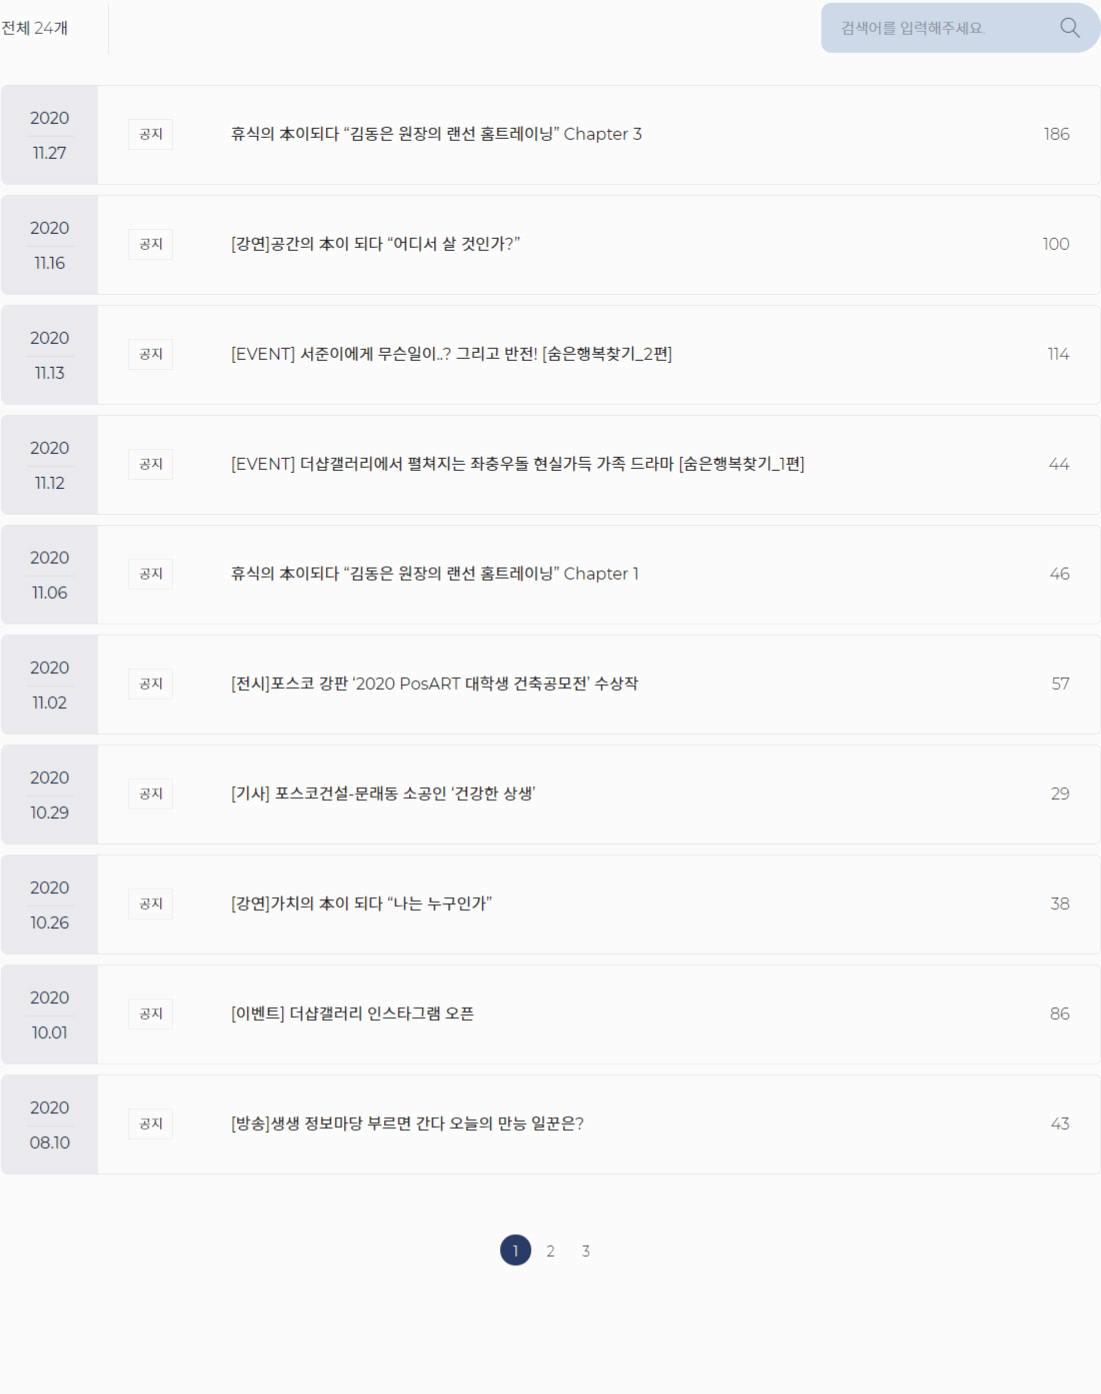 전체 24개
검색어를 입력해주세요.
2020
11.27
공지
휴식의 本이되다 “김동은 원장의 랜선 홈트레이닝” Chapter 3
186
2020
11.16
공지
[강연]공간의 本이 되다 “어디서 살 것인가?”
100
2020
11.13
공지
[EVENT] 서준이에게 무슨일이..? 그리고 반전! [숨은행복찾기_2편]
114
2020
11.12
공지
[EVENT] 더샵갤러리에서 펼쳐지는 좌충우돌 현실가득 가족 드라마 [숨은행복찾기_1편]
44
2020
11.06
공지
휴식의 本이되다 “김동은 원장의 랜선 홈트레이닝” Chapter 1
46
2020
11.02
공지
[전시]포스코 강판 ‘2020 PosART 대학생 건축공모전’ 수상작
57
2020
10.29
공지
[기사] 포스코건설-문래동 소공인 ‘건강한 상생’
29
2020
10.26
공지
[강연]가치의 本이 되다 “나는 누구인가”
38
2020
10.01
공지
[이벤트] 더샵갤러리 인스타그램 오픈
86
2020
08.10
공지
[방송]생생 정보마당 부르면 간다 오늘의 만능 일꾼은?
43
1 2 3